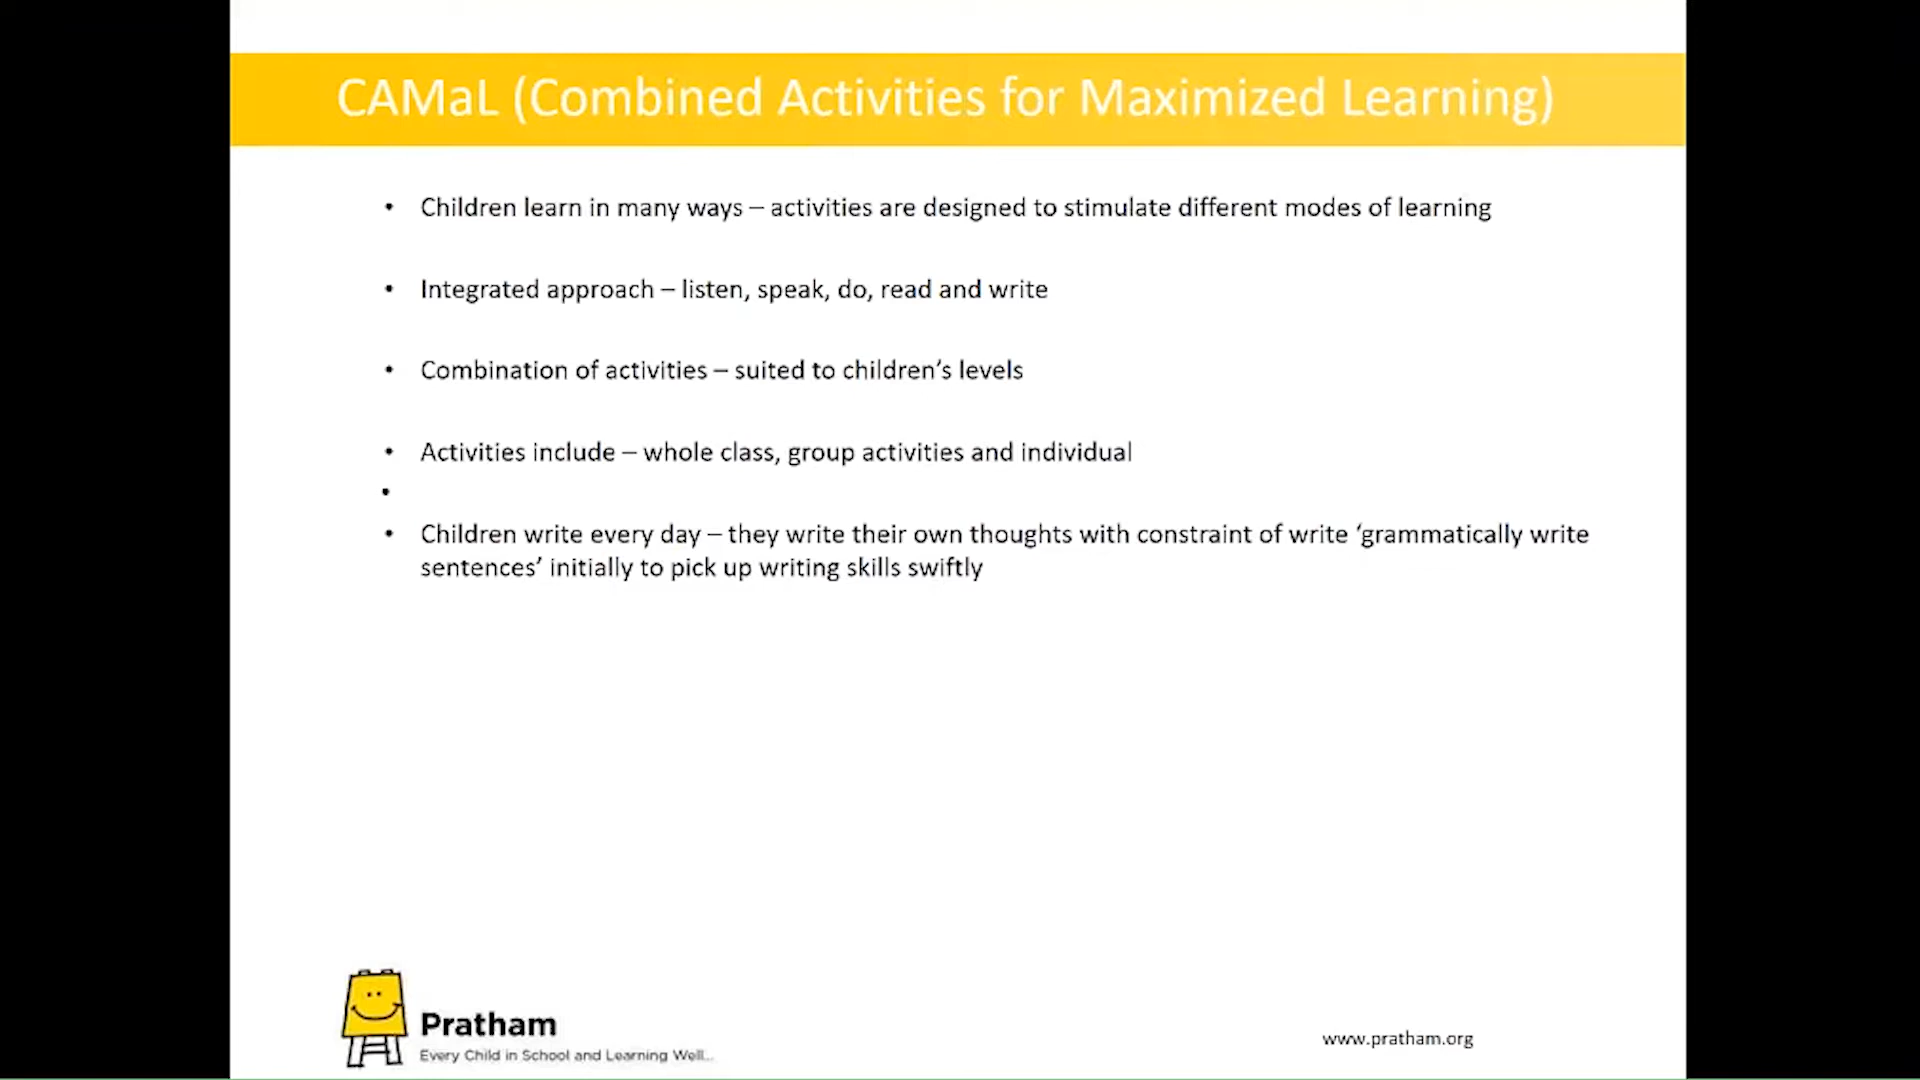 CAMaL (Combined Activities for Maximized Learning)
• Children learn in many ways – activities are designed to stimulate different modes of learning
• Integrated approach – listen, speak, do, read and write
• Combination of activities – suited to children’s levels
• Activities include – whole class, group activities and individual
•
• Children write every day – they write their own thoughts with constraint of write ‘grammatically write
sentences’ initially to pick up writing skills swiftly
Pratham
Every Child in School and Learning Well...
www.pratham.org